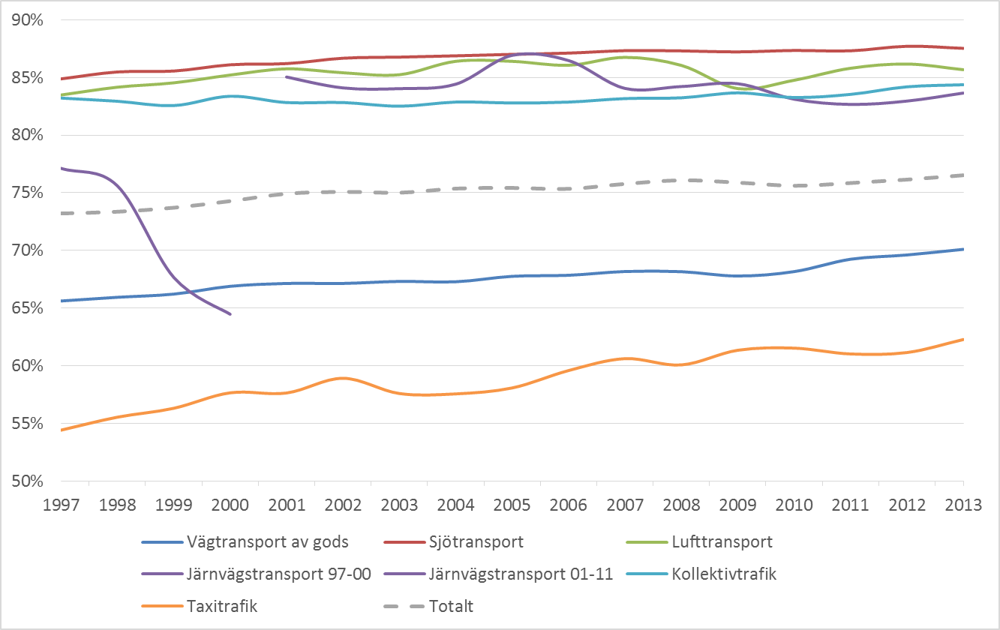 90%
85%
80%
75%
70%
65%
60%
55%
50%
1997 1998 1999 2000 2001 2002 2003 2004 2005 2006 2007 2008 2009 2010 2011 2012 2013
Vägtransport av gods Sjötransport Lufttransport
Järnvägstransport 97-00 Järnvägstransport 01-11 Kollektivtrafik
Taxitrafik Totalt